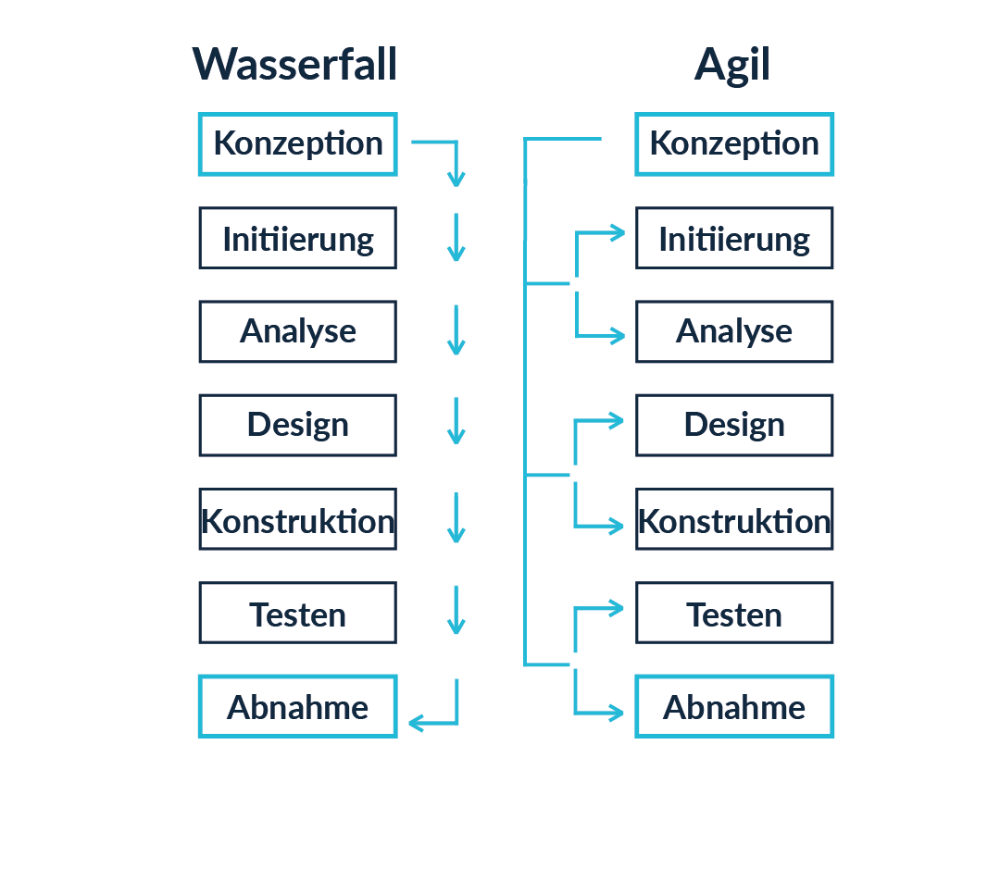 Wasserfall
Konzeption
Initiierung
Analyse
Design
Konstruktion
Testen
Abnahme
Agil
Konzeption
Initiierung
Analyse
Design
Konstruktion
Testen
Abnahme